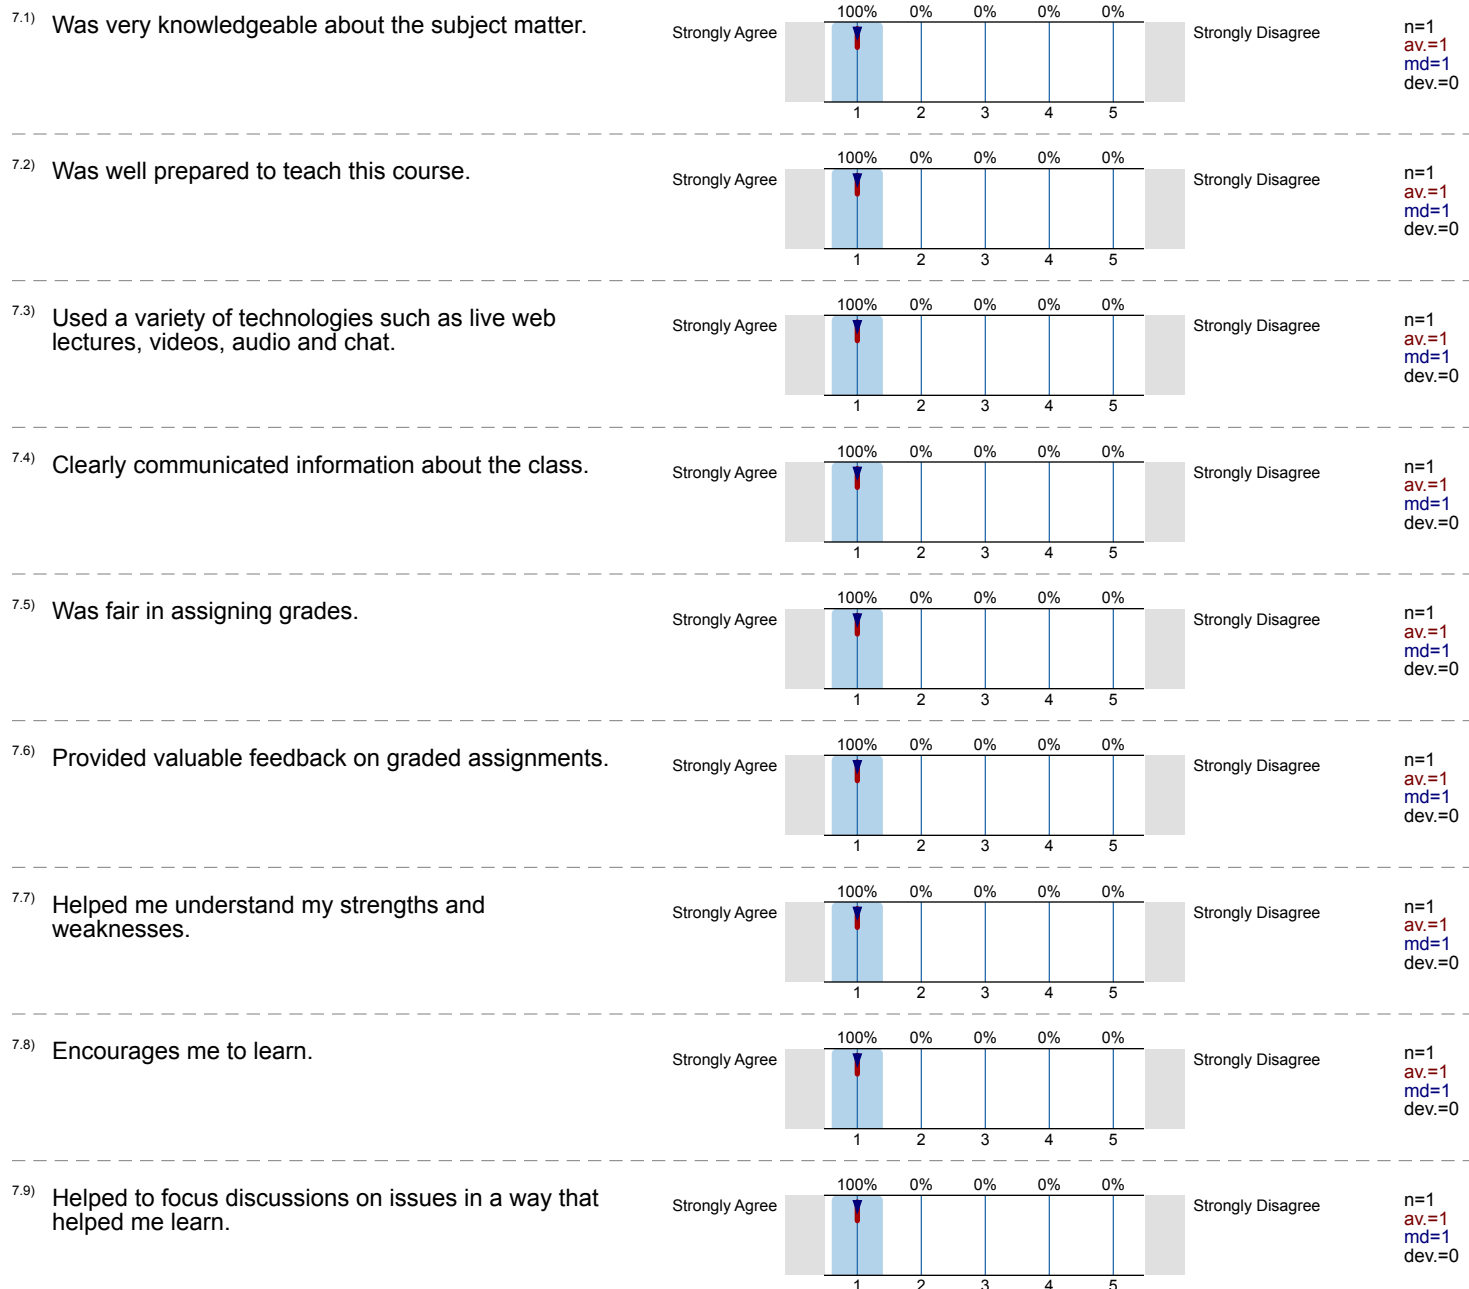 7.1) Was very knowledgeable about the subject matter.
100% 0% 0% 0%
Strongly Agree Strongly Disagree
n=1
av.=1
md=1
dev.=0
1 2 3 4 5
7.2) Was well prepared to teach this course.
100% 0% 0% 0%
Strongly Agree Strongly Disagree
n=1
av.=1
md=1
dev.=0
1 2 3 4 5
7.3) Used a variety of technologies such as live web
lectures, videos, audio and chat.
100% 0% 0% 0%
Strongly Agree Strongly Disagree
n=1
av.=1
md=1
dev.=0
1 2 3 4 5
7.4) Clearly communicated information about the class.
100% 0% 0% 0%
Strongly Agree Strongly Disagree
n=1
av.=1
md=1
dev.=0
1 2 3 4 5
7.5) Was fair in assigning grades.
100% 0% 0% 0%
Strongly Agree Strongly Disagree
n=1
av.=1
md=1
dev.=0
1 2 3 4 5
7.6) Provided valuable feedback on graded assignments.
100% 0% 0% 0%
Strongly Agree Strongly Disagree
n=1
av.=1
md=1
dev.=0
1 2 3 4 5
7.7) Helped me understand my strengths and
weaknesses.
100% 0% 0% 0%
Strongly Agree Strongly Disagree
n=1
av.=1
md=1
dev.=0
1 2 3 4 5
7.8) Encourages me to learn.
100% 0% 0% 0%
Strongly Agree Strongly Disagree
n=1
av.=1
md=1
dev.=0
1 2 3 4 5
7.9) Helped to focus discussions on issues in a way that
helped me learn.
100% 0% 0% 0%
Strongly Agree Strongly Disagree
n=1
av.=1
md=1
dev.=0
1 2 3 4 5